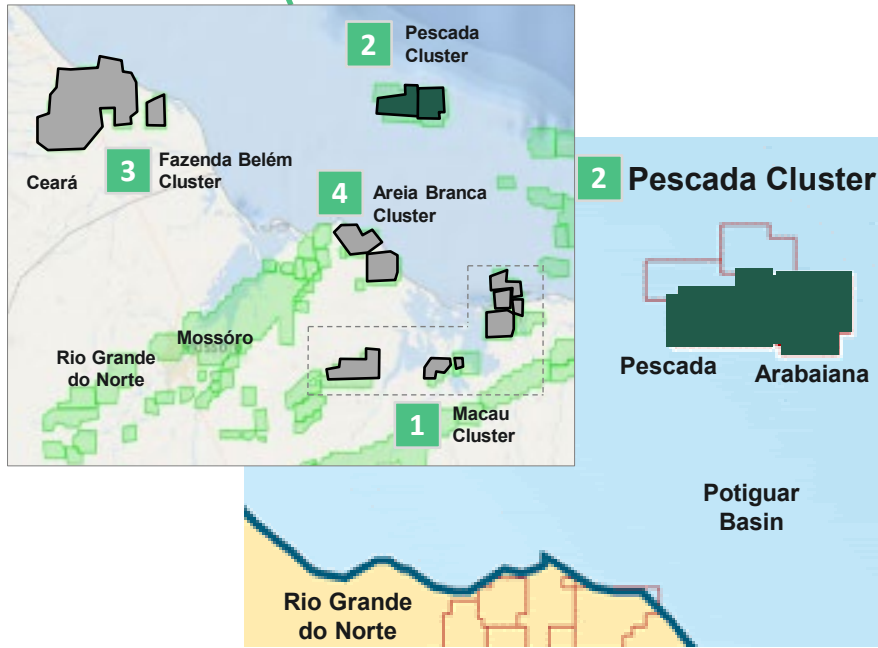 2
Pescada
Cluster
3
Fazenda Belém
Cluster
Ceará
4
Areia Branca
Cluster
Mossóro
Rio Grande
do Norte
1
Macau
Cluster
2
Pescada Cluster
Pescada
Arabaiana
Potiguar
Basin
Rio Grande
do Norte